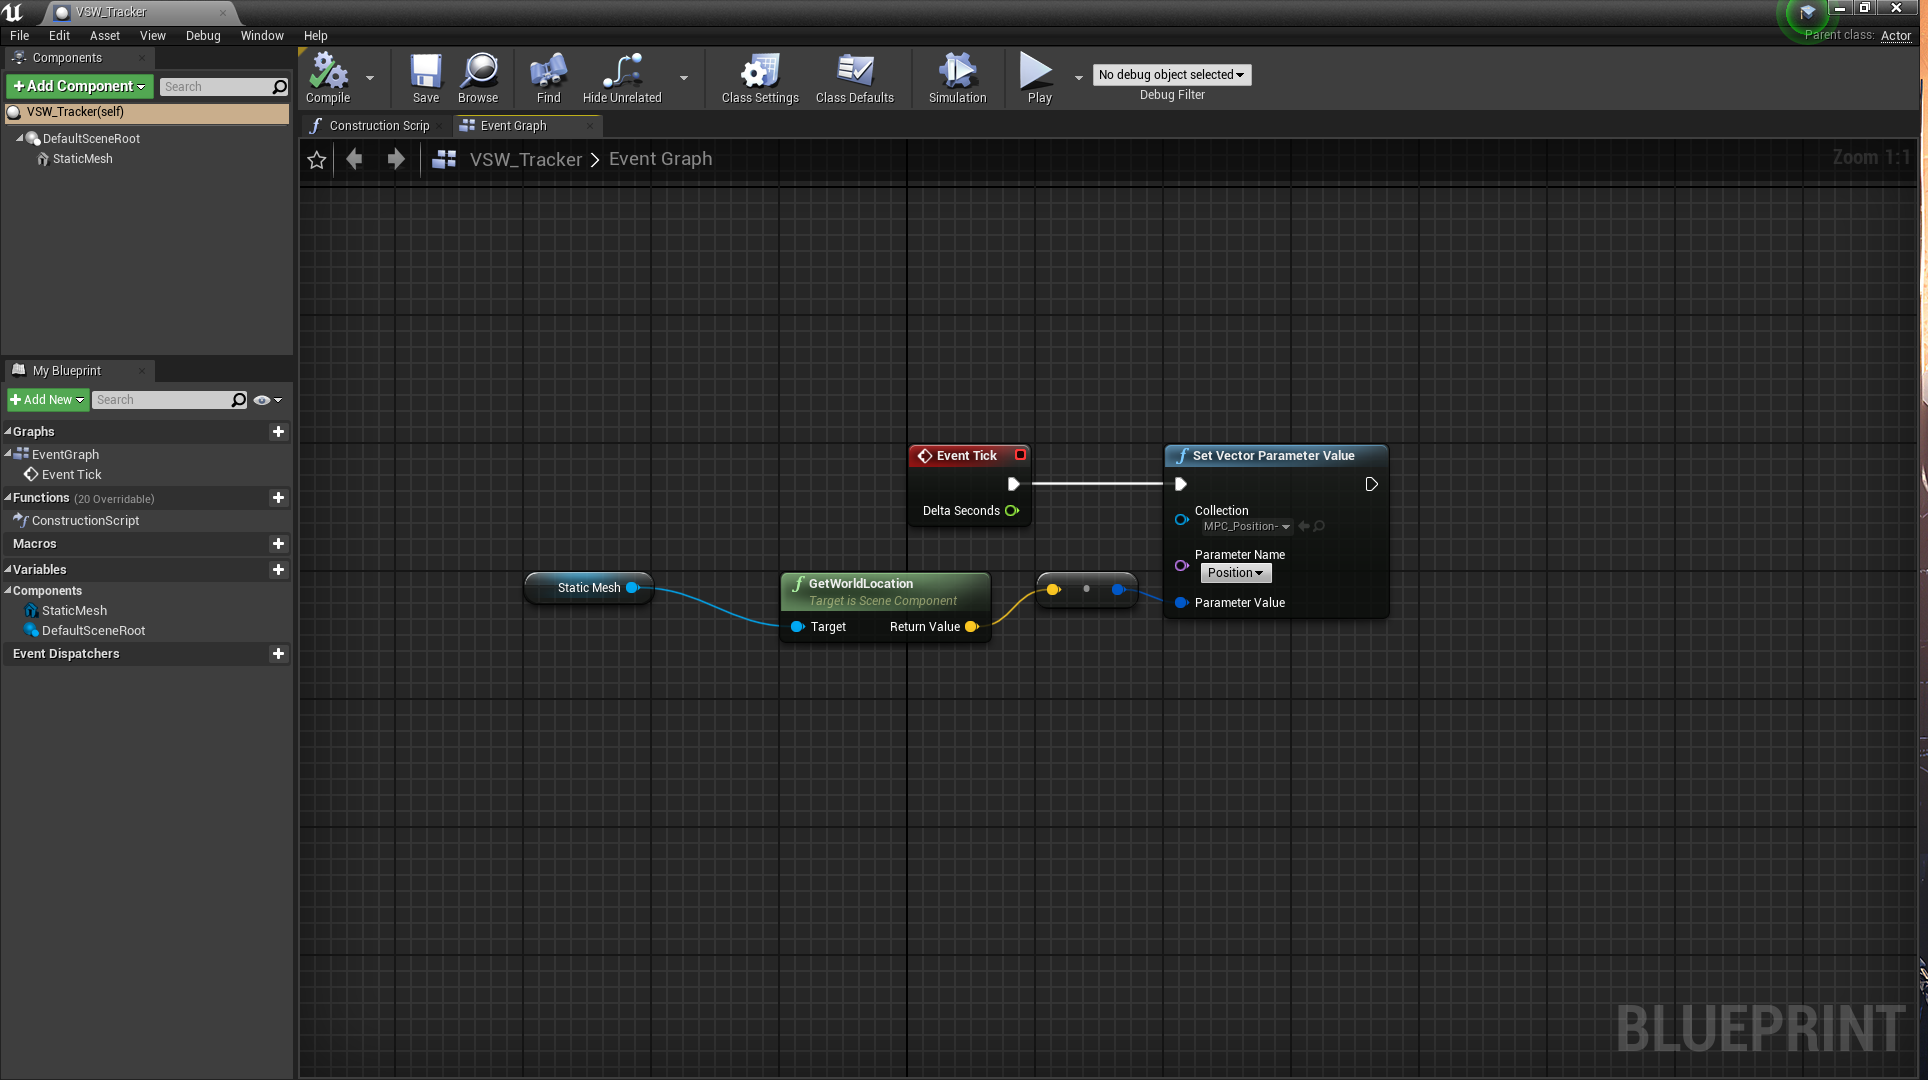 VSW_Tracker
File Edit Asset View Debug Window Help
Parent class: Actor
Components
+ Add Component
Search
VSW_Tracker(self)
DefaultSceneRoot
StaticMesh
Compile
Save
Browse
Find
Hide Unrelated
Class Settings
Class Defaults
Simulation
Play
No debug object selected
Debug Filter
Construction Scrip
Event Graph
VSW_Tracker > Event Graph
Zoom 1:1
My Blueprint
+ Add New
Search
Graphs
EventGraph
Event Tick
Functions (20 Overridable)
ConstructionScript
Macros
Variables
Components
StaticMesh
DefaultSceneRoot
Event Dispatchers
Event Tick
Delta Seconds
Set Vector Parameter Value
Collection
MPC_Position-
Parameter Name
Position
Parameter Value
Static Mesh
GetWorldLocation
Target is Scene Component
Target
Return Value
BLUEPRINT